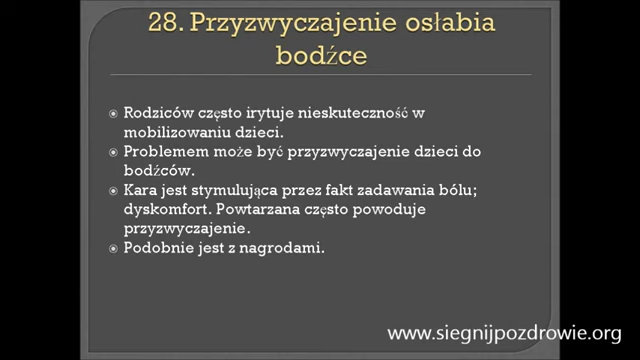 28. Przyzwyczajenie osłabia
bodźce
Rodziców często irytuje nieskuteczność w
mobilizowaniu dzieci.
Problemem może być przyzwyczajenie dzieci do
bodźców.
Kara jest stymulująca przez fakt zadawania bólu;
dyskomfort. Powtarzana często powoduje
przyzwyczajenie.
Podobnie jest z nagrodami.
www.siegnijpozdrowie.org